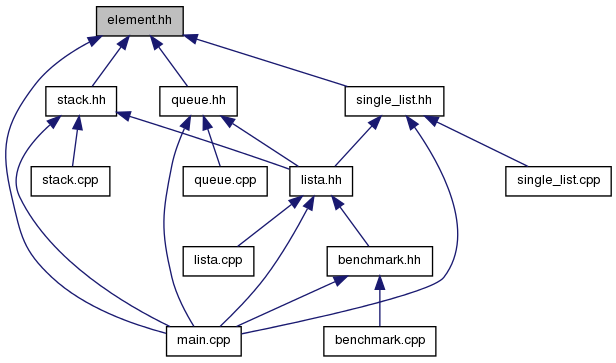 element.hh
stack.hh
queue.hh
single_list.hh
stack.cpp
queue.cpp
lista.hh
single_list.cpp
lista.cpp
benchmark.hh
main.cpp
benchmark.cpp